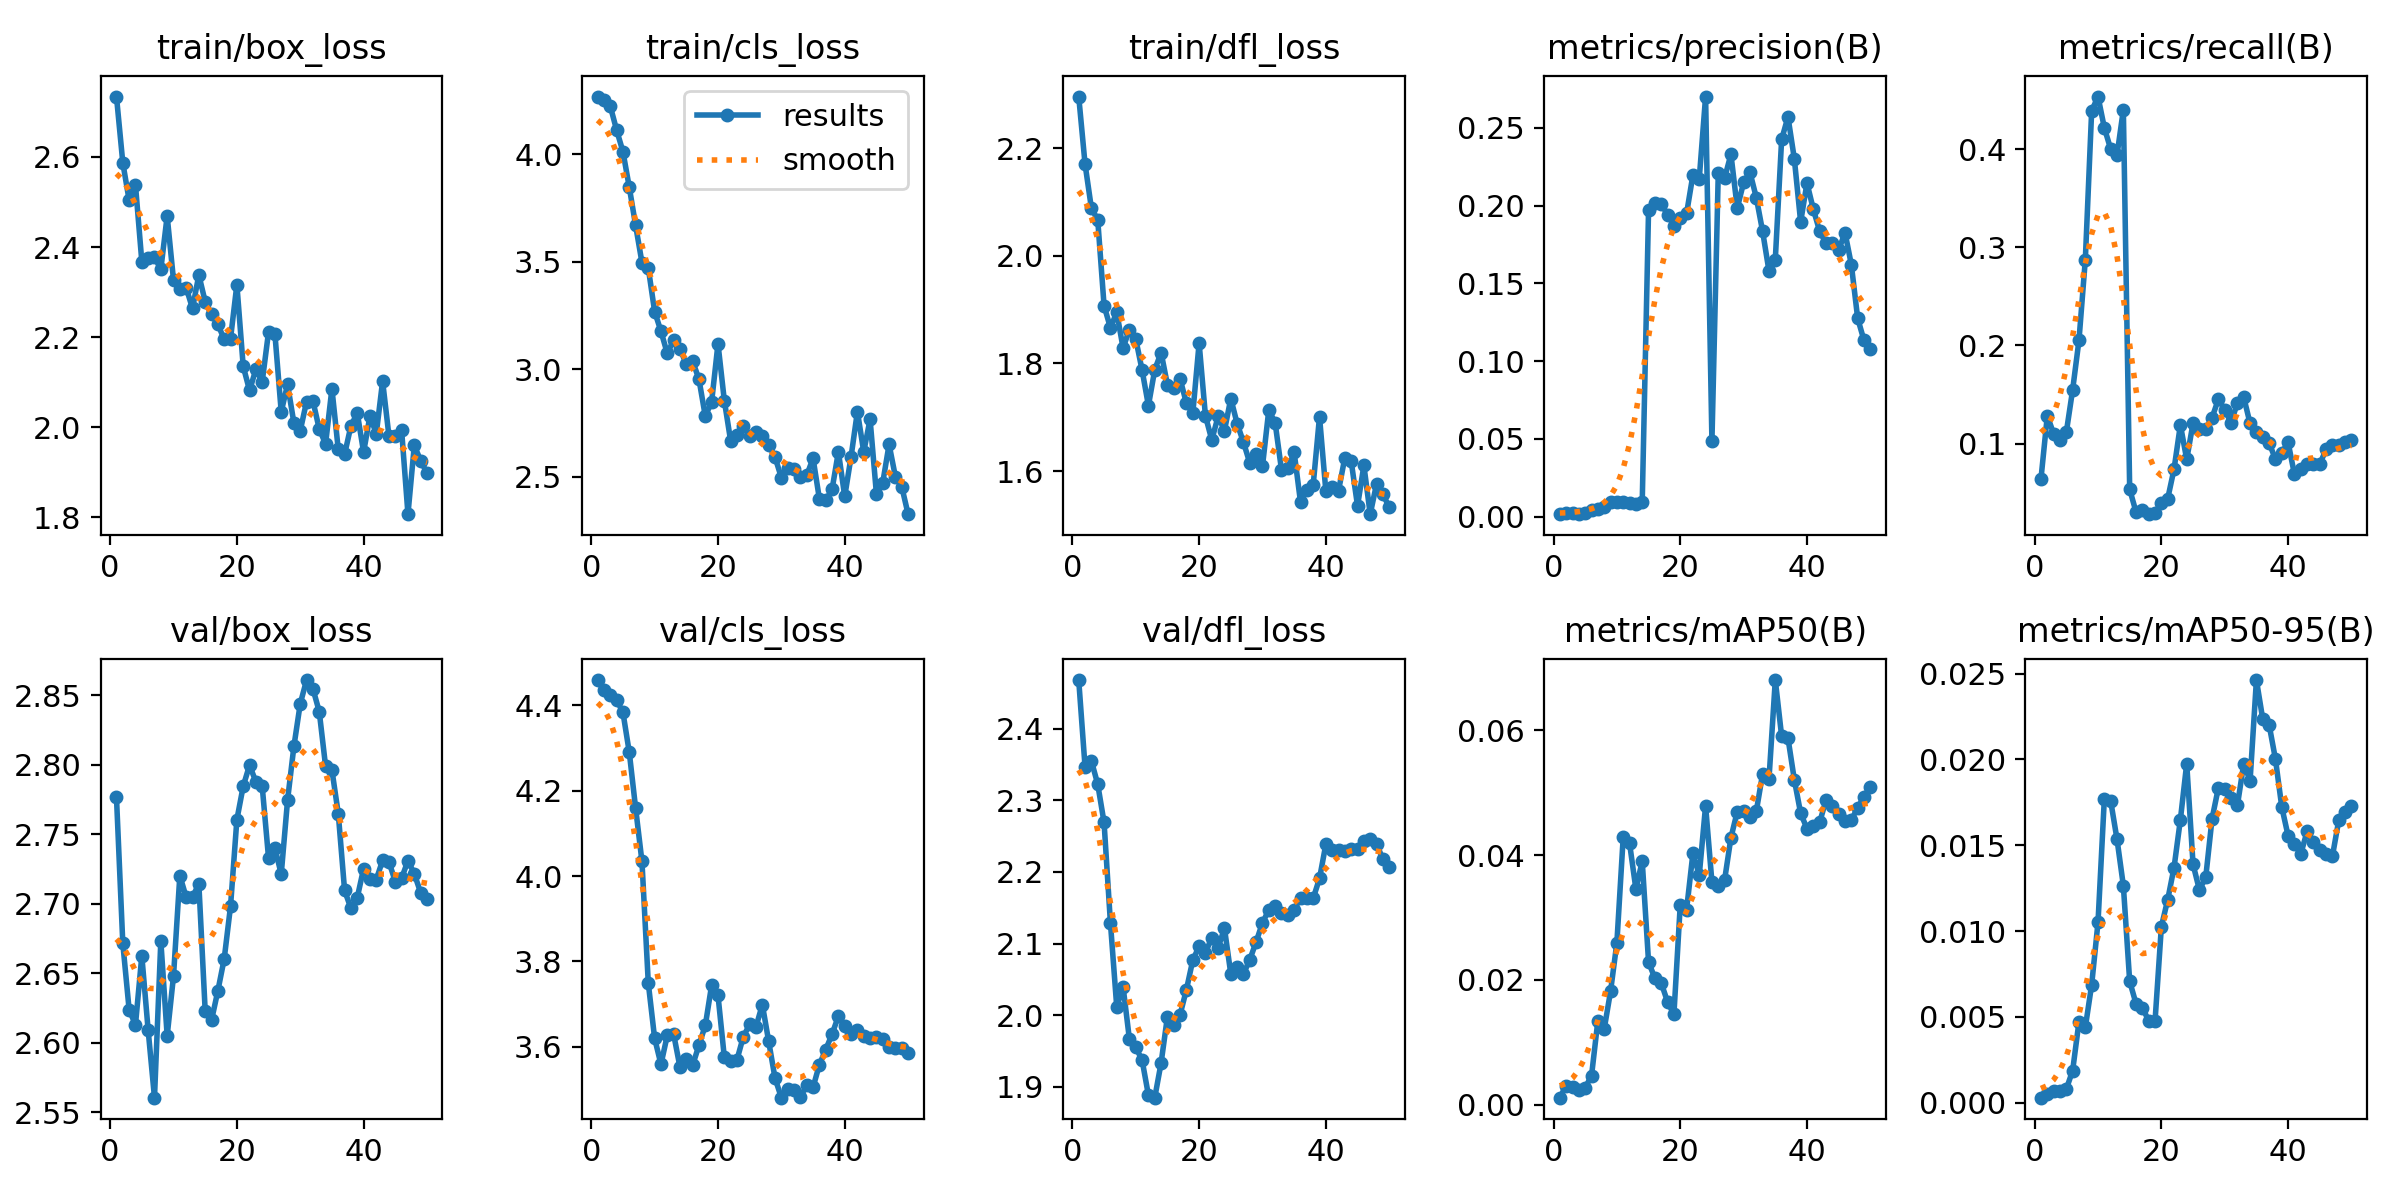 train/box_loss
train/cls_loss
train/dfl_loss
metrics/precision(B)
metrics/recall(B)
2.6
2.4
2.2
2.0
1.8
0 20 40
results
smooth
4.0
3.5
3.0
2.5
0 20 40
2.2
2.0
1.8
1.6
0 20 40
0.25
0.20
0.15
0.10
0.05
0.00
0 20 40
0.4
0.3
0.2
0.1
0 20 40
val/box_loss
val/cls_loss
val/dfl_loss
metrics/mAP50(B)
metrics/mAP50-95(B)
2.85
2.80
2.75
2.70
2.65
2.60
2.55
0 20 40
4.4
4.2
4.0
3.8
3.6
0 20 40
2.4
2.3
2.2
2.1
2.0
1.9
0 20 40
0.06
0.04
0.02
0.00
0 20 40
0.025
0.020
0.015
0.010
0.005
0.000
0 20 40